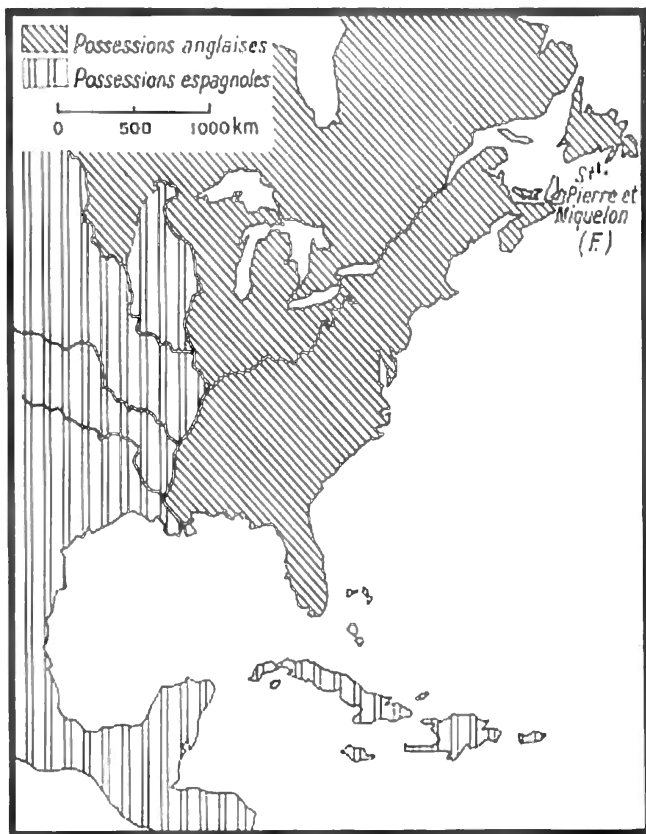 Possessions anglaises
Possessions espagnoles
0 500 1000 km
St.
Pierre et
Miquelon
(F.)